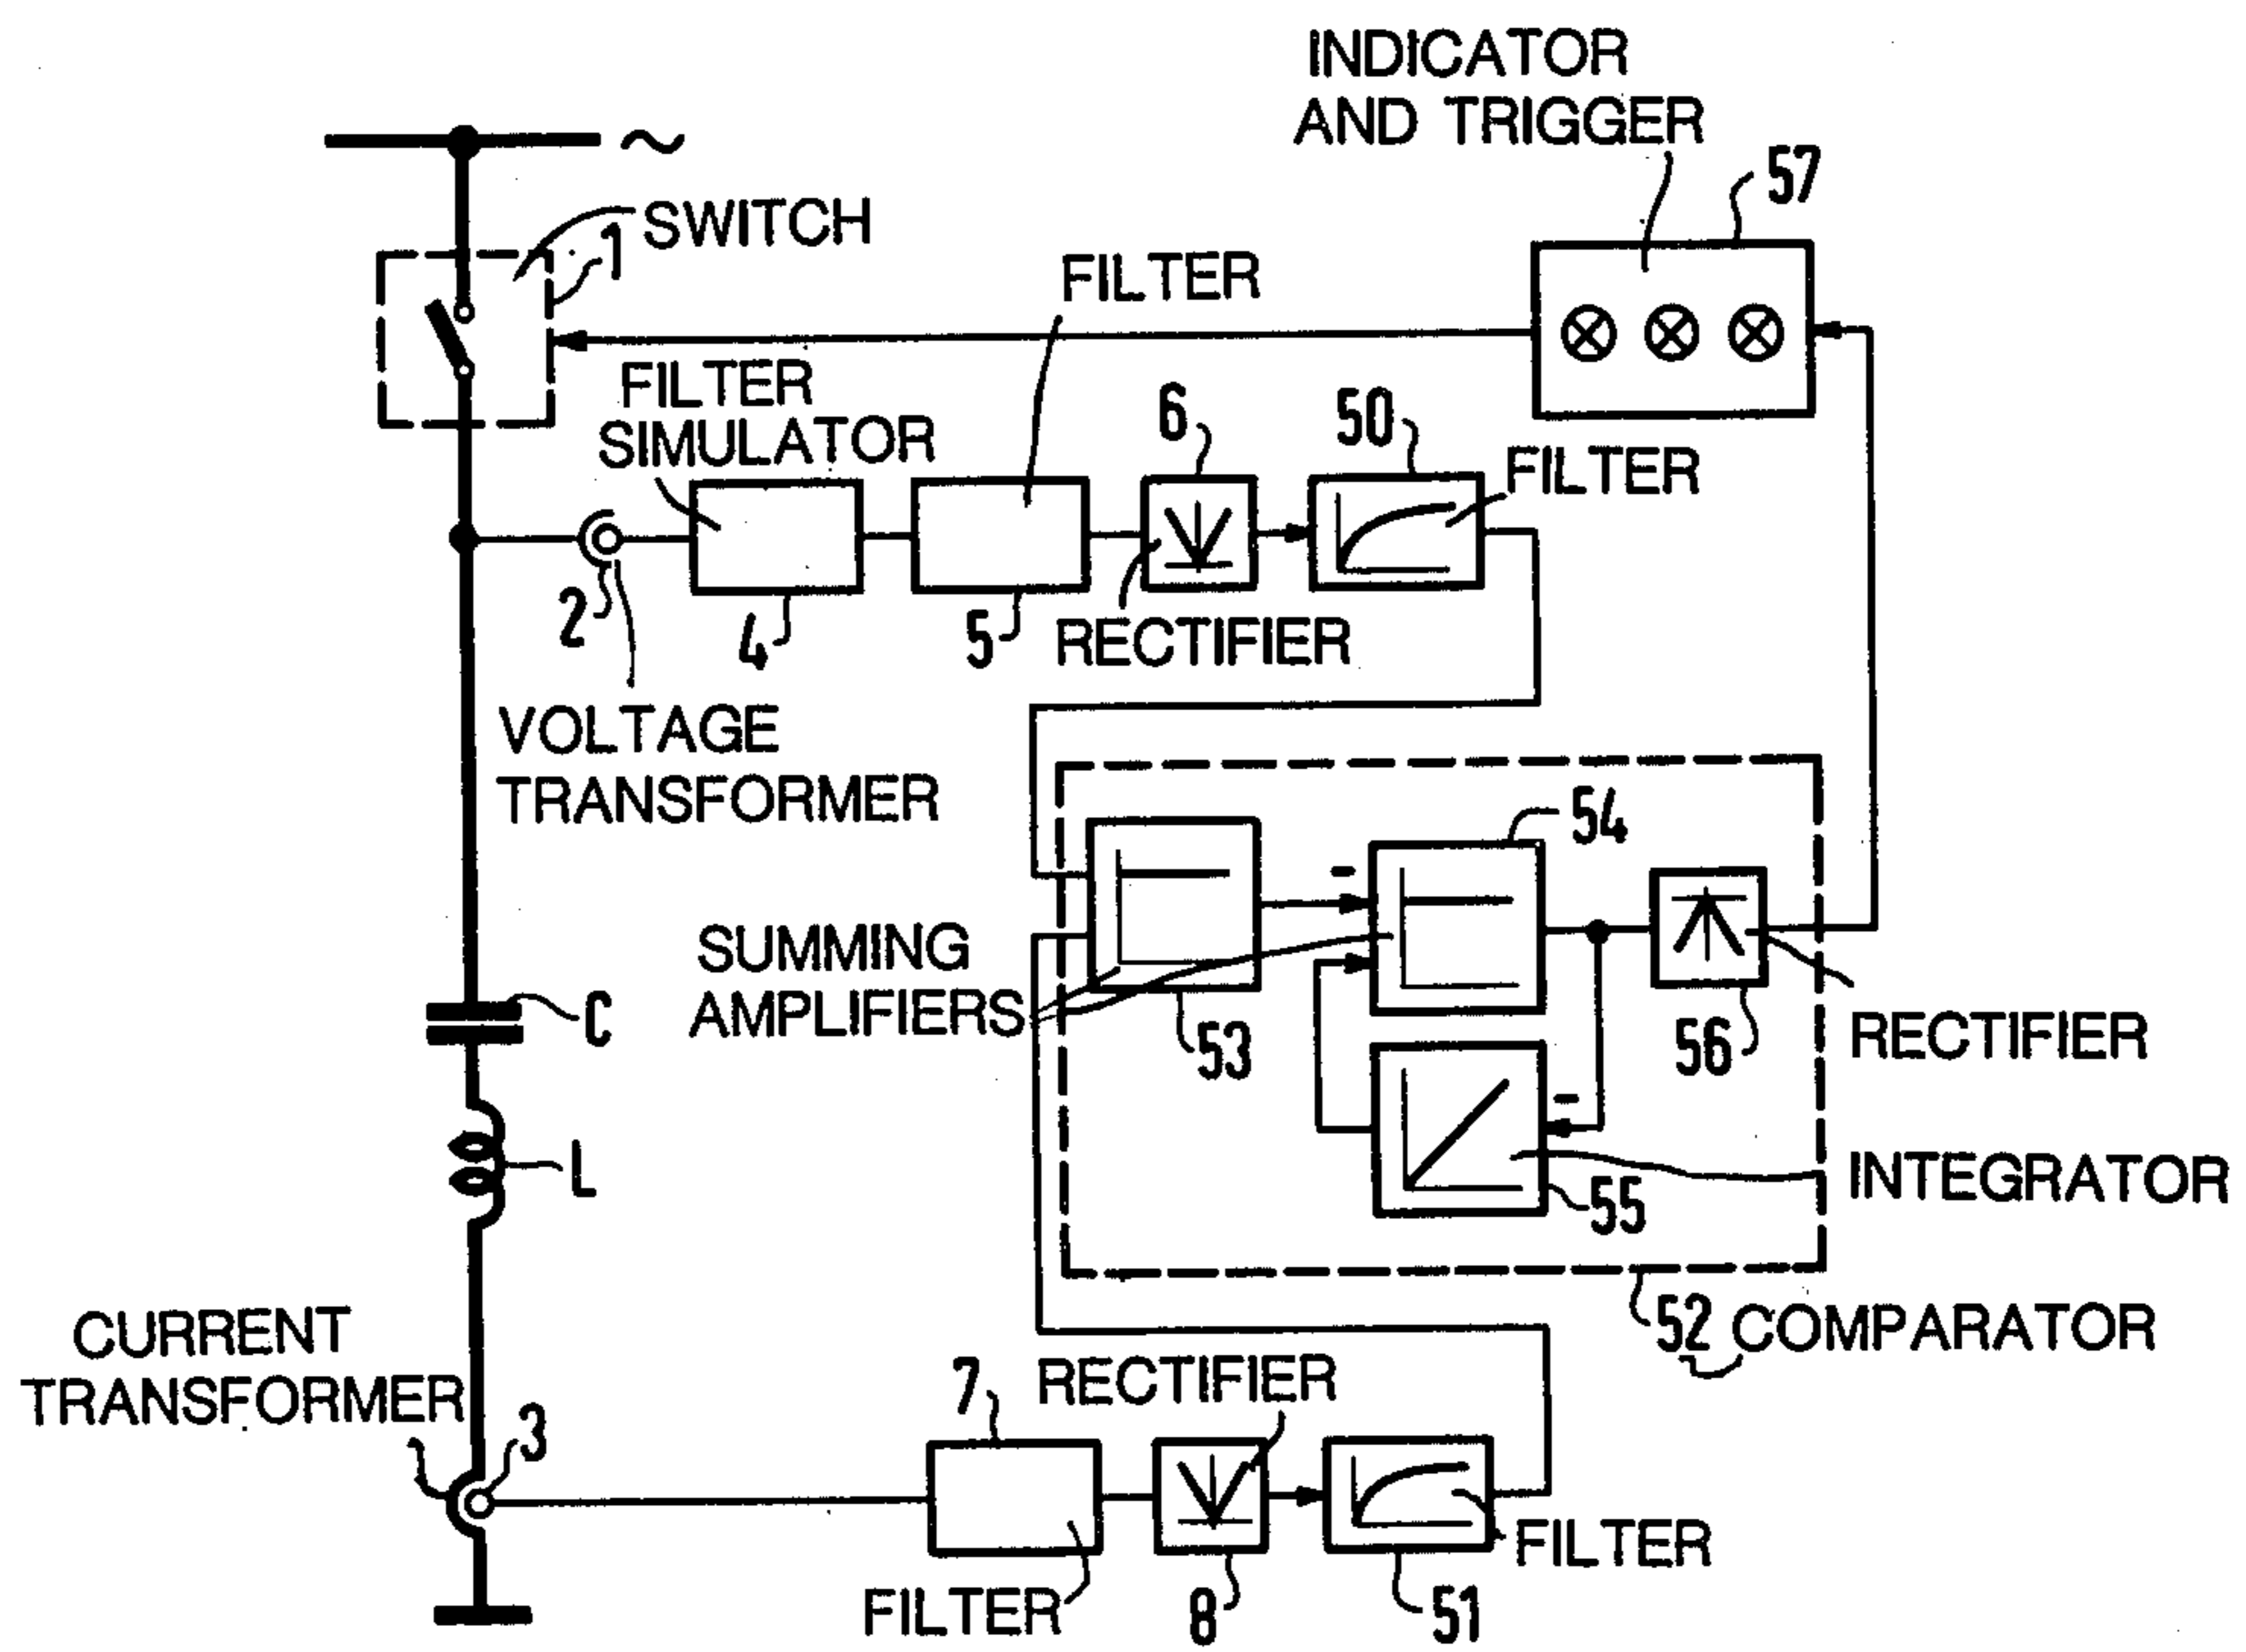 INDICATOR
AND TRIGGER
57
~
SWITCH
1
FILTER
FILTER
SIMULATOR
6
50
FILTER
2
4
5
RECTIFIER
VOLTAGE
TRANSFORMER
54
-
SUMMING
AMPLIFIERS
53
56
RECTIFIER
C
-
L
55
INTEGRATOR
52 COMPARATOR
CURRENT
TRANSFORMER
3
7
RECTIFIER
FILTER
FILTER
8
51